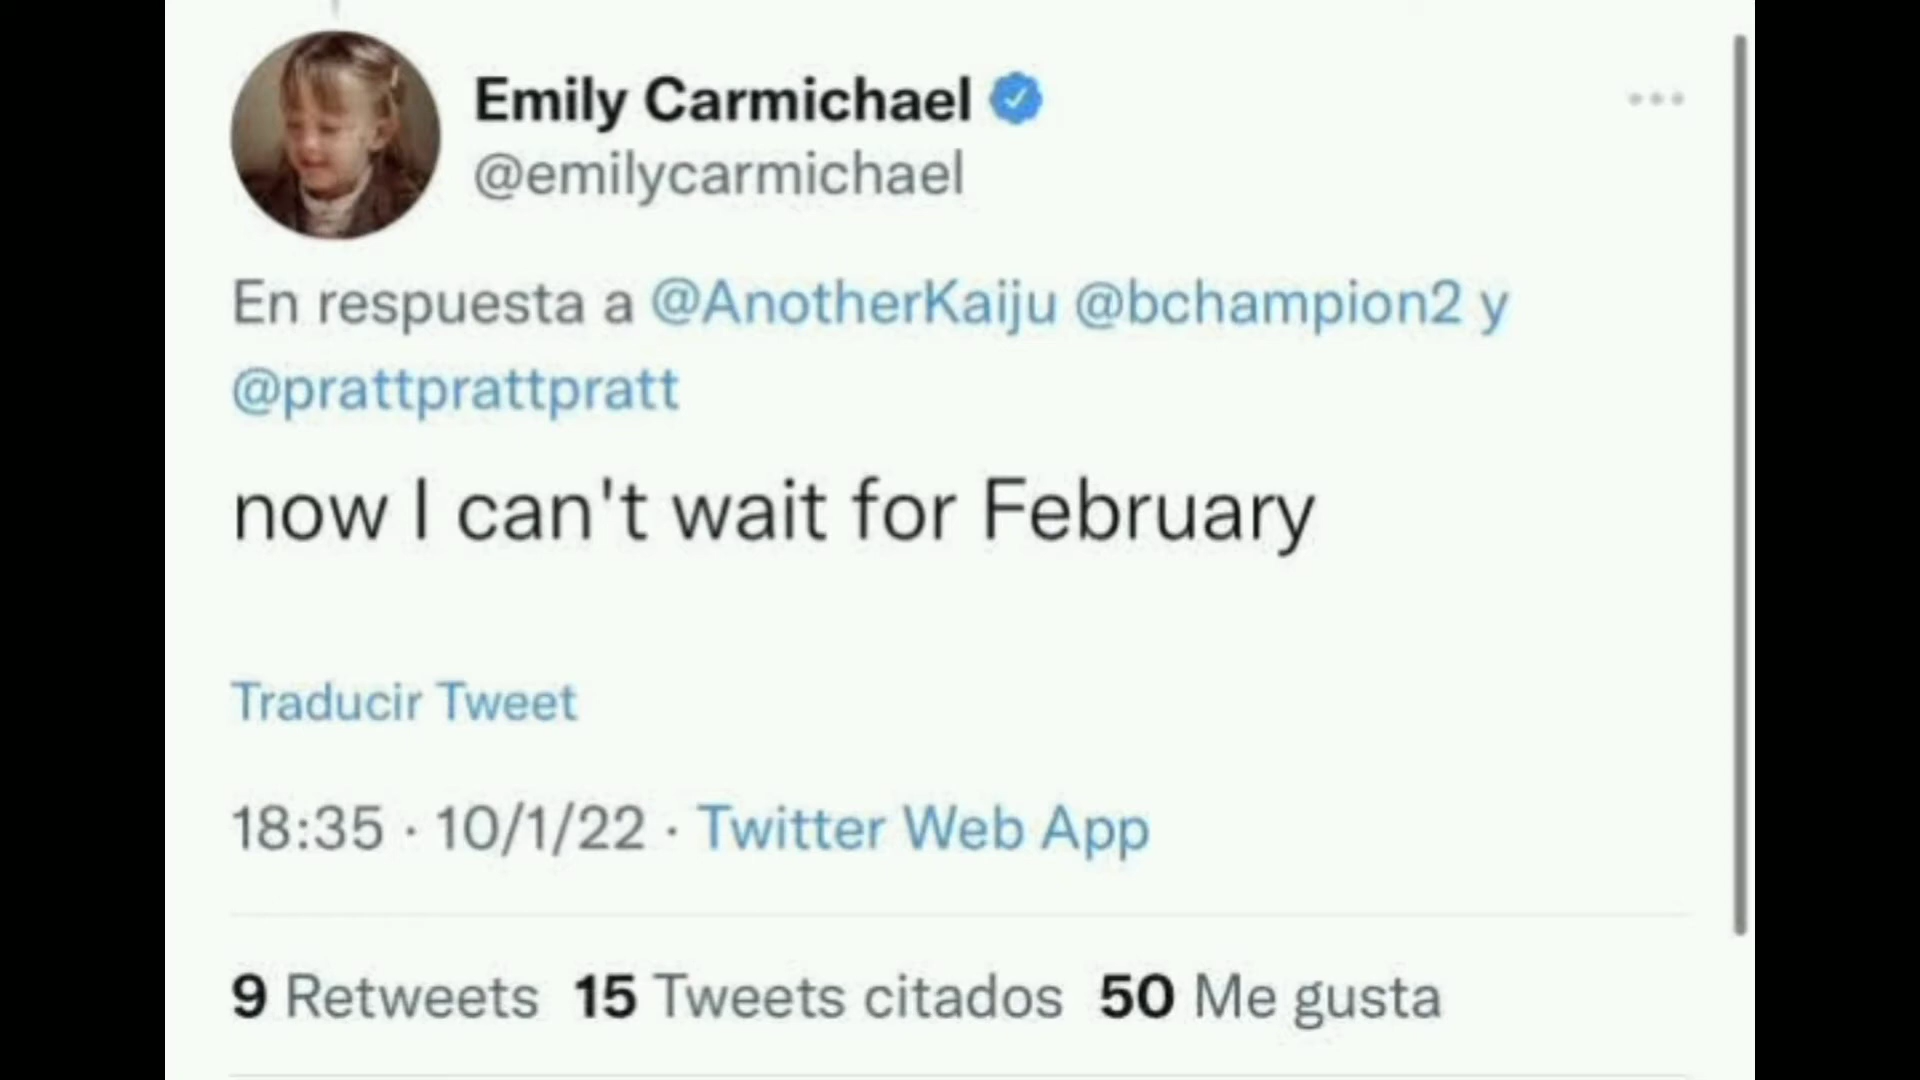 Emily Carmichael
@emilycarmichael
En respuesta a @AnotherKaiju @bchampion2 y
@prattprattpratt
now I can't wait for February
Traducir Tweet
18:35 · 10/1/22 · Twitter Web App
9 Retweets 15 Tweets citados 50 Me gusta